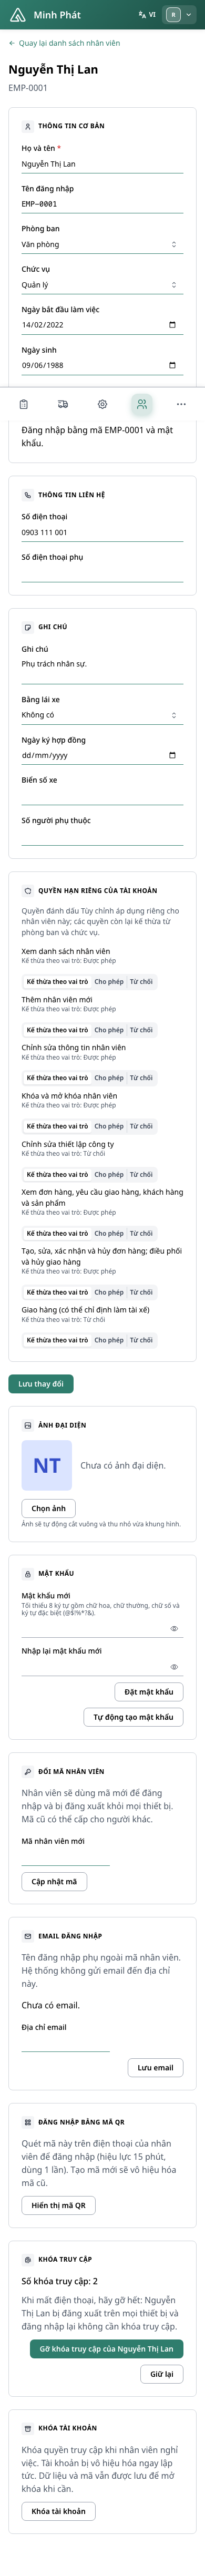 Minh Phát
VI
R
Quay lại danh sách nhân viên
Nguyễn Thị Lan
EMP-0001
THÔNG TIN CƠ BẢN
Họ và tên *
Nguyễn Thị Lan
Tên đăng nhập
EMP-0001
Phòng ban
Văn phòng
Chức vụ
Quản lý
Ngày bắt đầu làm việc
14/02/2022
Ngày sinh
09/06/1988
Đăng nhập bằng mã EMP-0001 và mật
khẩu.
THÔNG TIN LIÊN HỆ
Số điện thoại
0903 111 001
Số điện thoại phụ
GHI CHÚ
Ghi chú
Phụ trách nhân sự.
Bằng lái xe
Không có
Ngày ký hợp đồng
dd/mm/yyyy
Biển số xe
Số người phụ thuộc
QUYỀN HẠN RIÊNG CỦA TÀI KHOẢN
Quyền đánh dấu Tùy chỉnh áp dụng riêng cho
nhân viên này; các quyền còn lại kế thừa từ
phòng ban và chức vụ.
Xem danh sách nhân viên
Kế thừa theo vai trò: Được phép
Kế thừa theo vai trò Cho phép Từ chối
Thêm nhân viên mới
Kế thừa theo vai trò: Được phép
Kế thừa theo vai trò Cho phép Từ chối
Chỉnh sửa thông tin nhân viên
Kế thừa theo vai trò: Được phép
Kế thừa theo vai trò Cho phép Từ chối
Khóa và mở khóa nhân viên
Kế thừa theo vai trò: Được phép
Kế thừa theo vai trò Cho phép Từ chối
Chỉnh sửa thiết lập công ty
Kế thừa theo vai trò: Từ chối
Kế thừa theo vai trò Cho phép Từ chối
Xem đơn hàng, yêu cầu giao hàng, khách hàng
và sản phẩm
Kế thừa theo vai trò: Được phép
Kế thừa theo vai trò Cho phép Từ chối
Tạo, sửa, xác nhận và hủy đơn hàng; điều phối
và hủy giao hàng
Kế thừa theo vai trò: Được phép
Kế thừa theo vai trò Cho phép Từ chối
Giao hàng (có thể chỉ định làm tài xế)
Kế thừa theo vai trò: Từ chối
Kế thừa theo vai trò Cho phép Từ chối
Lưu thay đổi
ẢNH ĐẠI DIỆN
NT
Chưa có ảnh đại diện.
Chọn ảnh
Ảnh sẽ tự động cắt vuông và thu nhỏ vừa khung hình.
MẬT KHẨU
Mật khẩu mới
Tối thiểu 8 ký tự gồm chữ hoa, chữ thường, chữ số và
ký tự đặc biệt (@$!%*?&).
Nhập lại mật khẩu mới
Đặt mật khẩu
Tự động tạo mật khẩu
ĐỔI MÃ NHÂN VIÊN
Nhân viên sẽ dùng mã mới để đăng
nhập và bị đăng xuất khỏi mọi thiết bị.
Mã cũ có thể cấp cho người khác.
Mã nhân viên mới
Cập nhật mã
EMAIL ĐĂNG NHẬP
Tên đăng nhập phụ ngoài mã nhân viên.
Hệ thống không gửi email đến địa chỉ
này.
Chưa có email.
Địa chỉ email
Lưu email
ĐĂNG NHẬP BẰNG MÃ QR
Quét mã này trên điện thoại của nhân
viên để đăng nhập (hiệu lực 15 phút,
dùng 1 lần). Tạo mã mới sẽ vô hiệu hóa
mã cũ.
Hiển thị mã QR
KHÓA TRUY CẬP
Số khóa truy cập: 2
Khi mất điện thoại, hãy gỡ hết: Nguyễn
Thị Lan bị đăng xuất trên mọi thiết bị và
đăng nhập lại không cần khóa truy cập.
Gỡ khóa truy cập của Nguyễn Thị Lan
Giữ lại
KHÓA TÀI KHOẢN
Khóa quyền truy cập khi nhân viên nghỉ
việc. Tài khoản bị vô hiệu hóa ngay lập
tức. Dữ liệu và mã vẫn được lưu để mở
khóa khi cần.
Khóa tài khoản